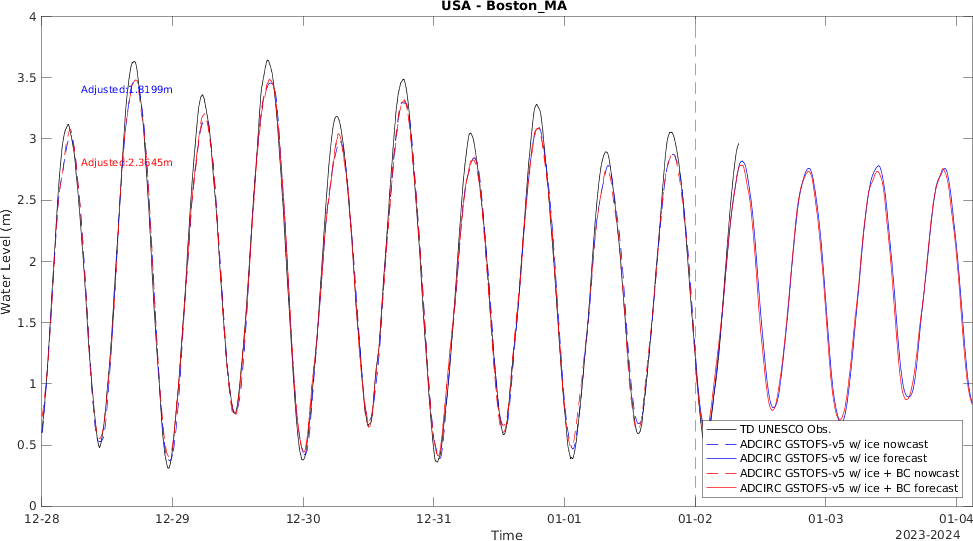 USA - Boston_MA
4
3.5
3
2.5
2
1.5
1
0.5
0
Water Level (m)
Adjusted:1.8199m
Adjusted:2.3645m
TD UNESCO Obs.
ADCIRC GSTOFS-v5 w/ ice nowcast
ADCIRC GSTOFS-v5 w/ ice forecast
ADCIRC GSTOFS-v5 w/ ice + BC nowcast
ADCIRC GSTOFS-v5 w/ ice + BC forecast
12-28 12-29 12-30 12-31 01-01 01-02 01-03 01-04
Time
2023-2024